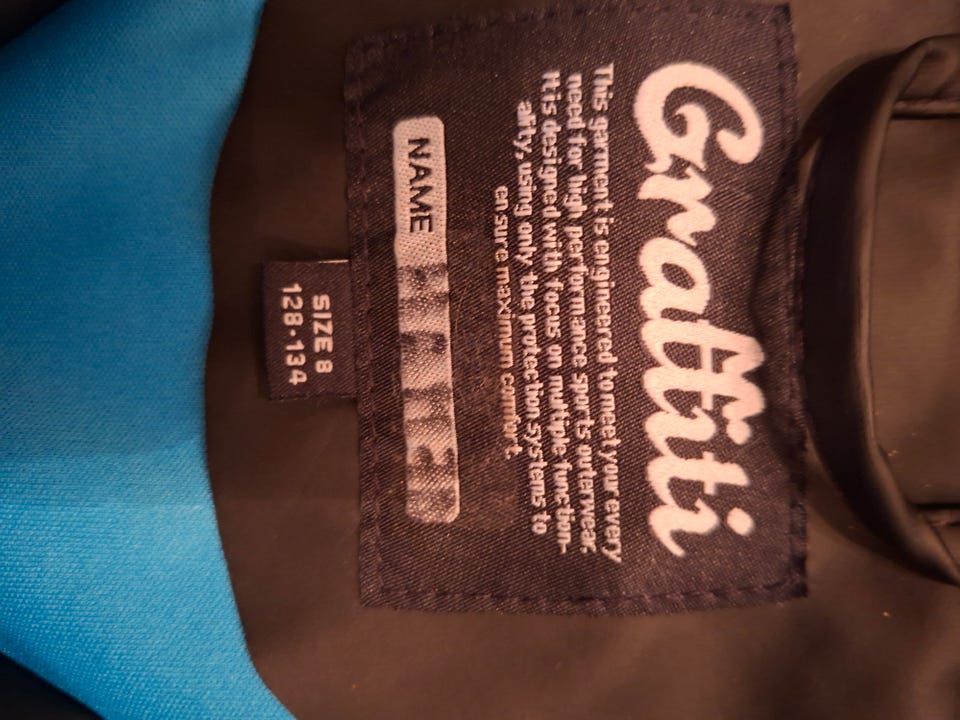 Grafitti
This garment is engineered to meet your every
need for high performance sports outerwear.
It is designed with focus on multiple function-
ality, using only the protection systems to
ensure maximum comfort.
NAME
SIZE 8
128-134